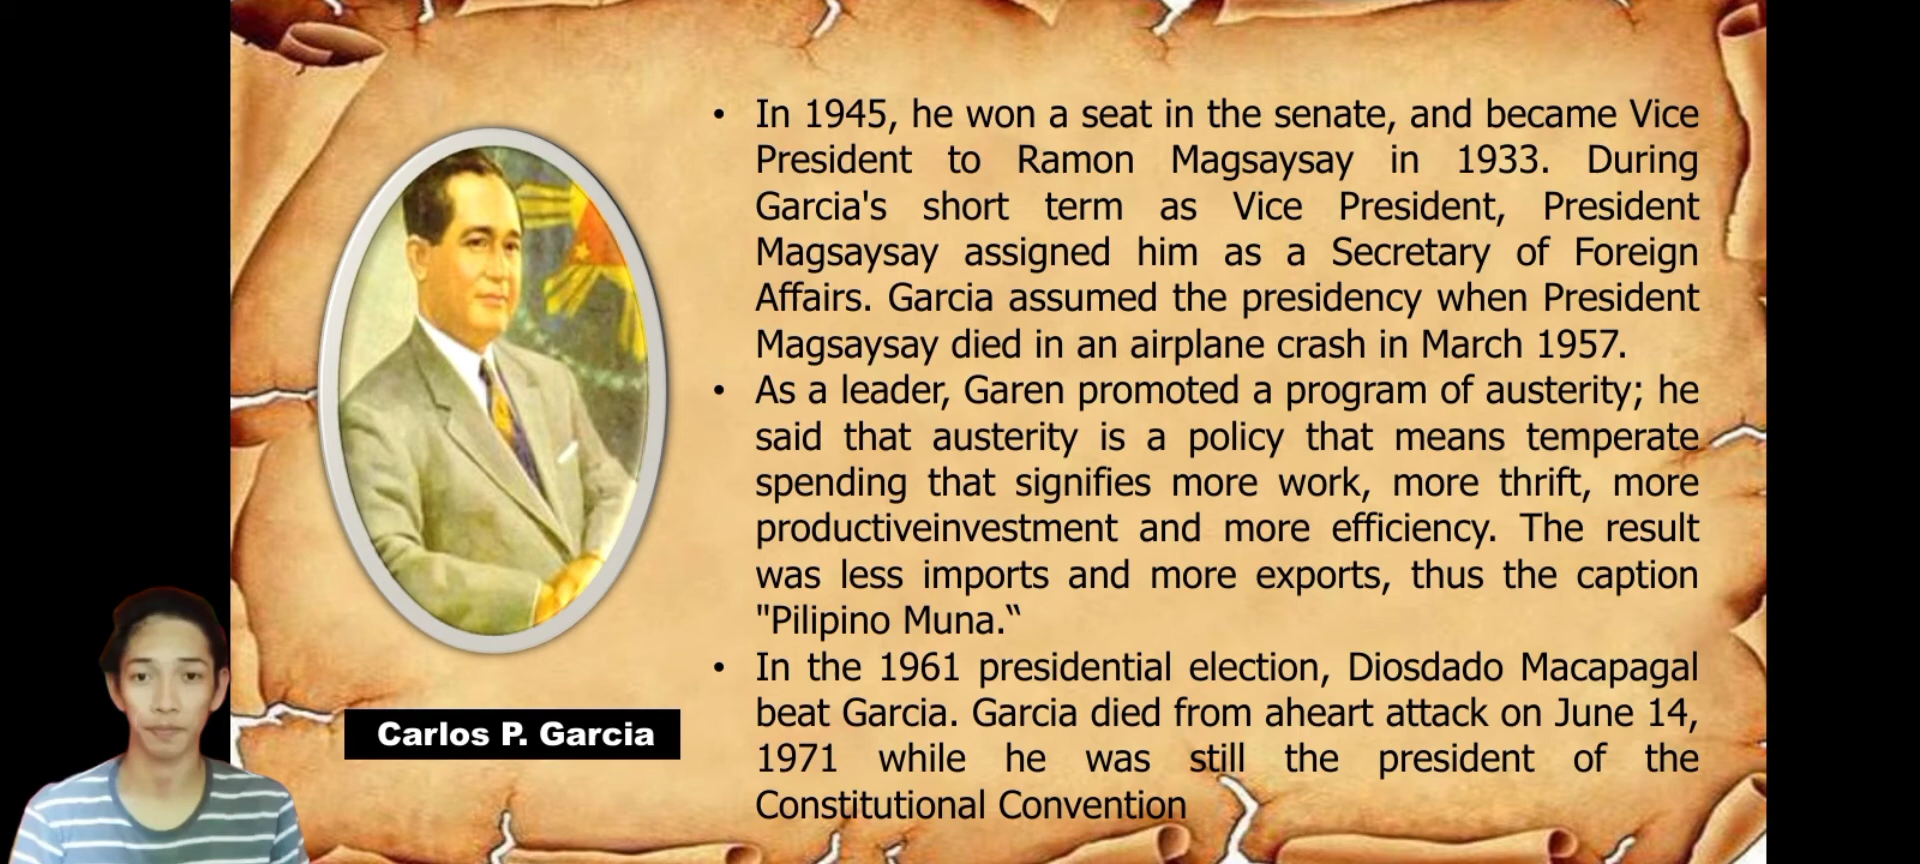 • In 1945, he won a seat in the senate, and became Vice
President to Ramon Magsaysay in 1933. During
Garcia's short term as Vice President, President
Magsaysay assigned him as a Secretary of Foreign
Affairs. Garcia assumed the presidency when President
Magsaysay died in an airplane crash in March 1957.
• As a leader, Garen promoted a program of austerity; he
said that austerity is a policy that means temperate
spending that signifies more work, more thrift, more
productiveinvestment and more efficiency. The result
was less imports and more exports, thus the caption
"Pilipino Muna.“
• In the 1961 presidential election, Diosdado Macapagal
beat Garcia. Garcia died from aheart attack on June 14,
1971 while he was still the president of the
Constitutional Convention
Carlos P. Garcia